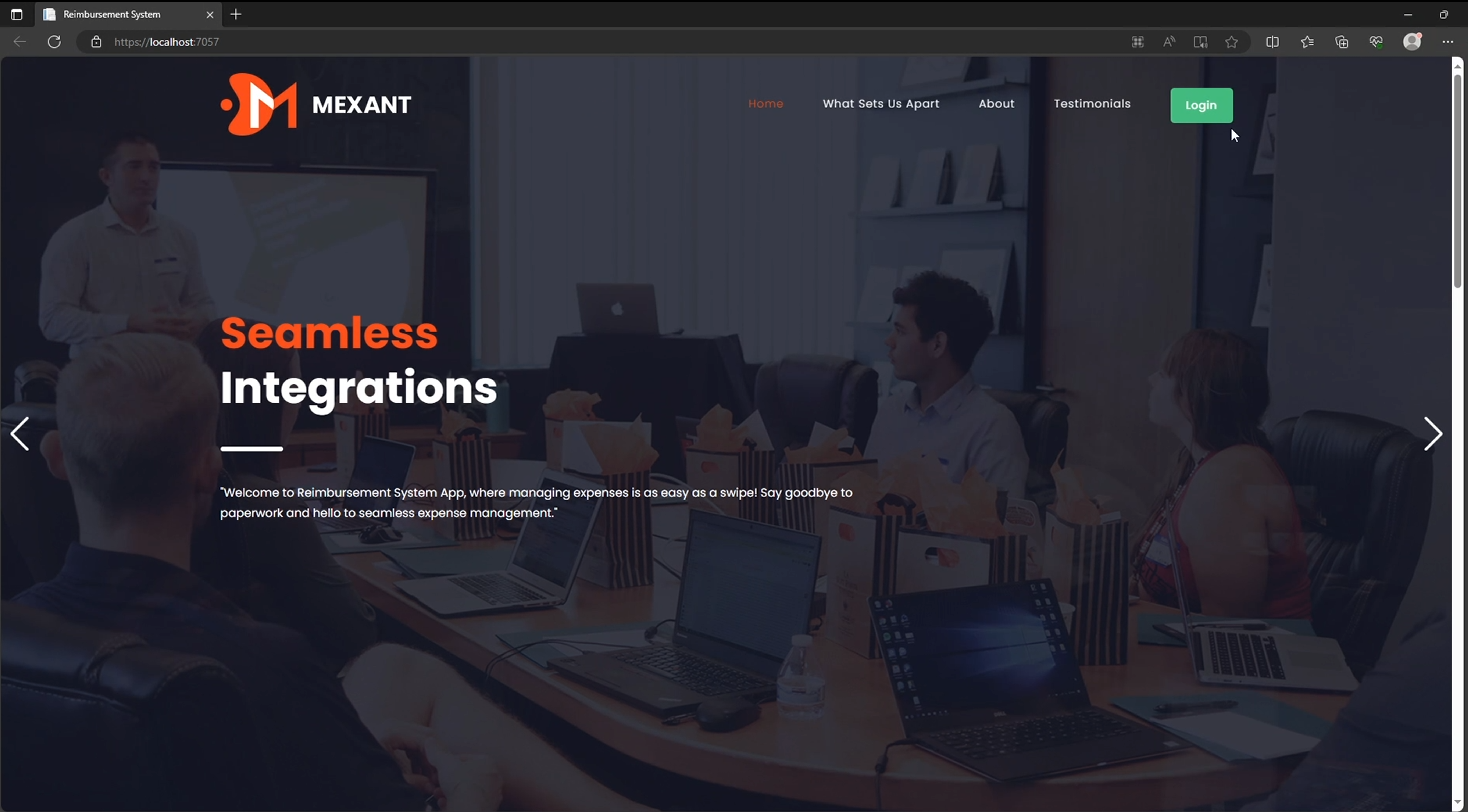 Reimbursement System
https://localhost:7057
MEXANT
Home
What Sets Us Apart
About
Testimonials
Login
Seamless
Integrations
"Welcome to Reimbursement System App, where managing expenses is as easy as a swipe! Say goodbye to
paperwork and hello to seamless expense management."